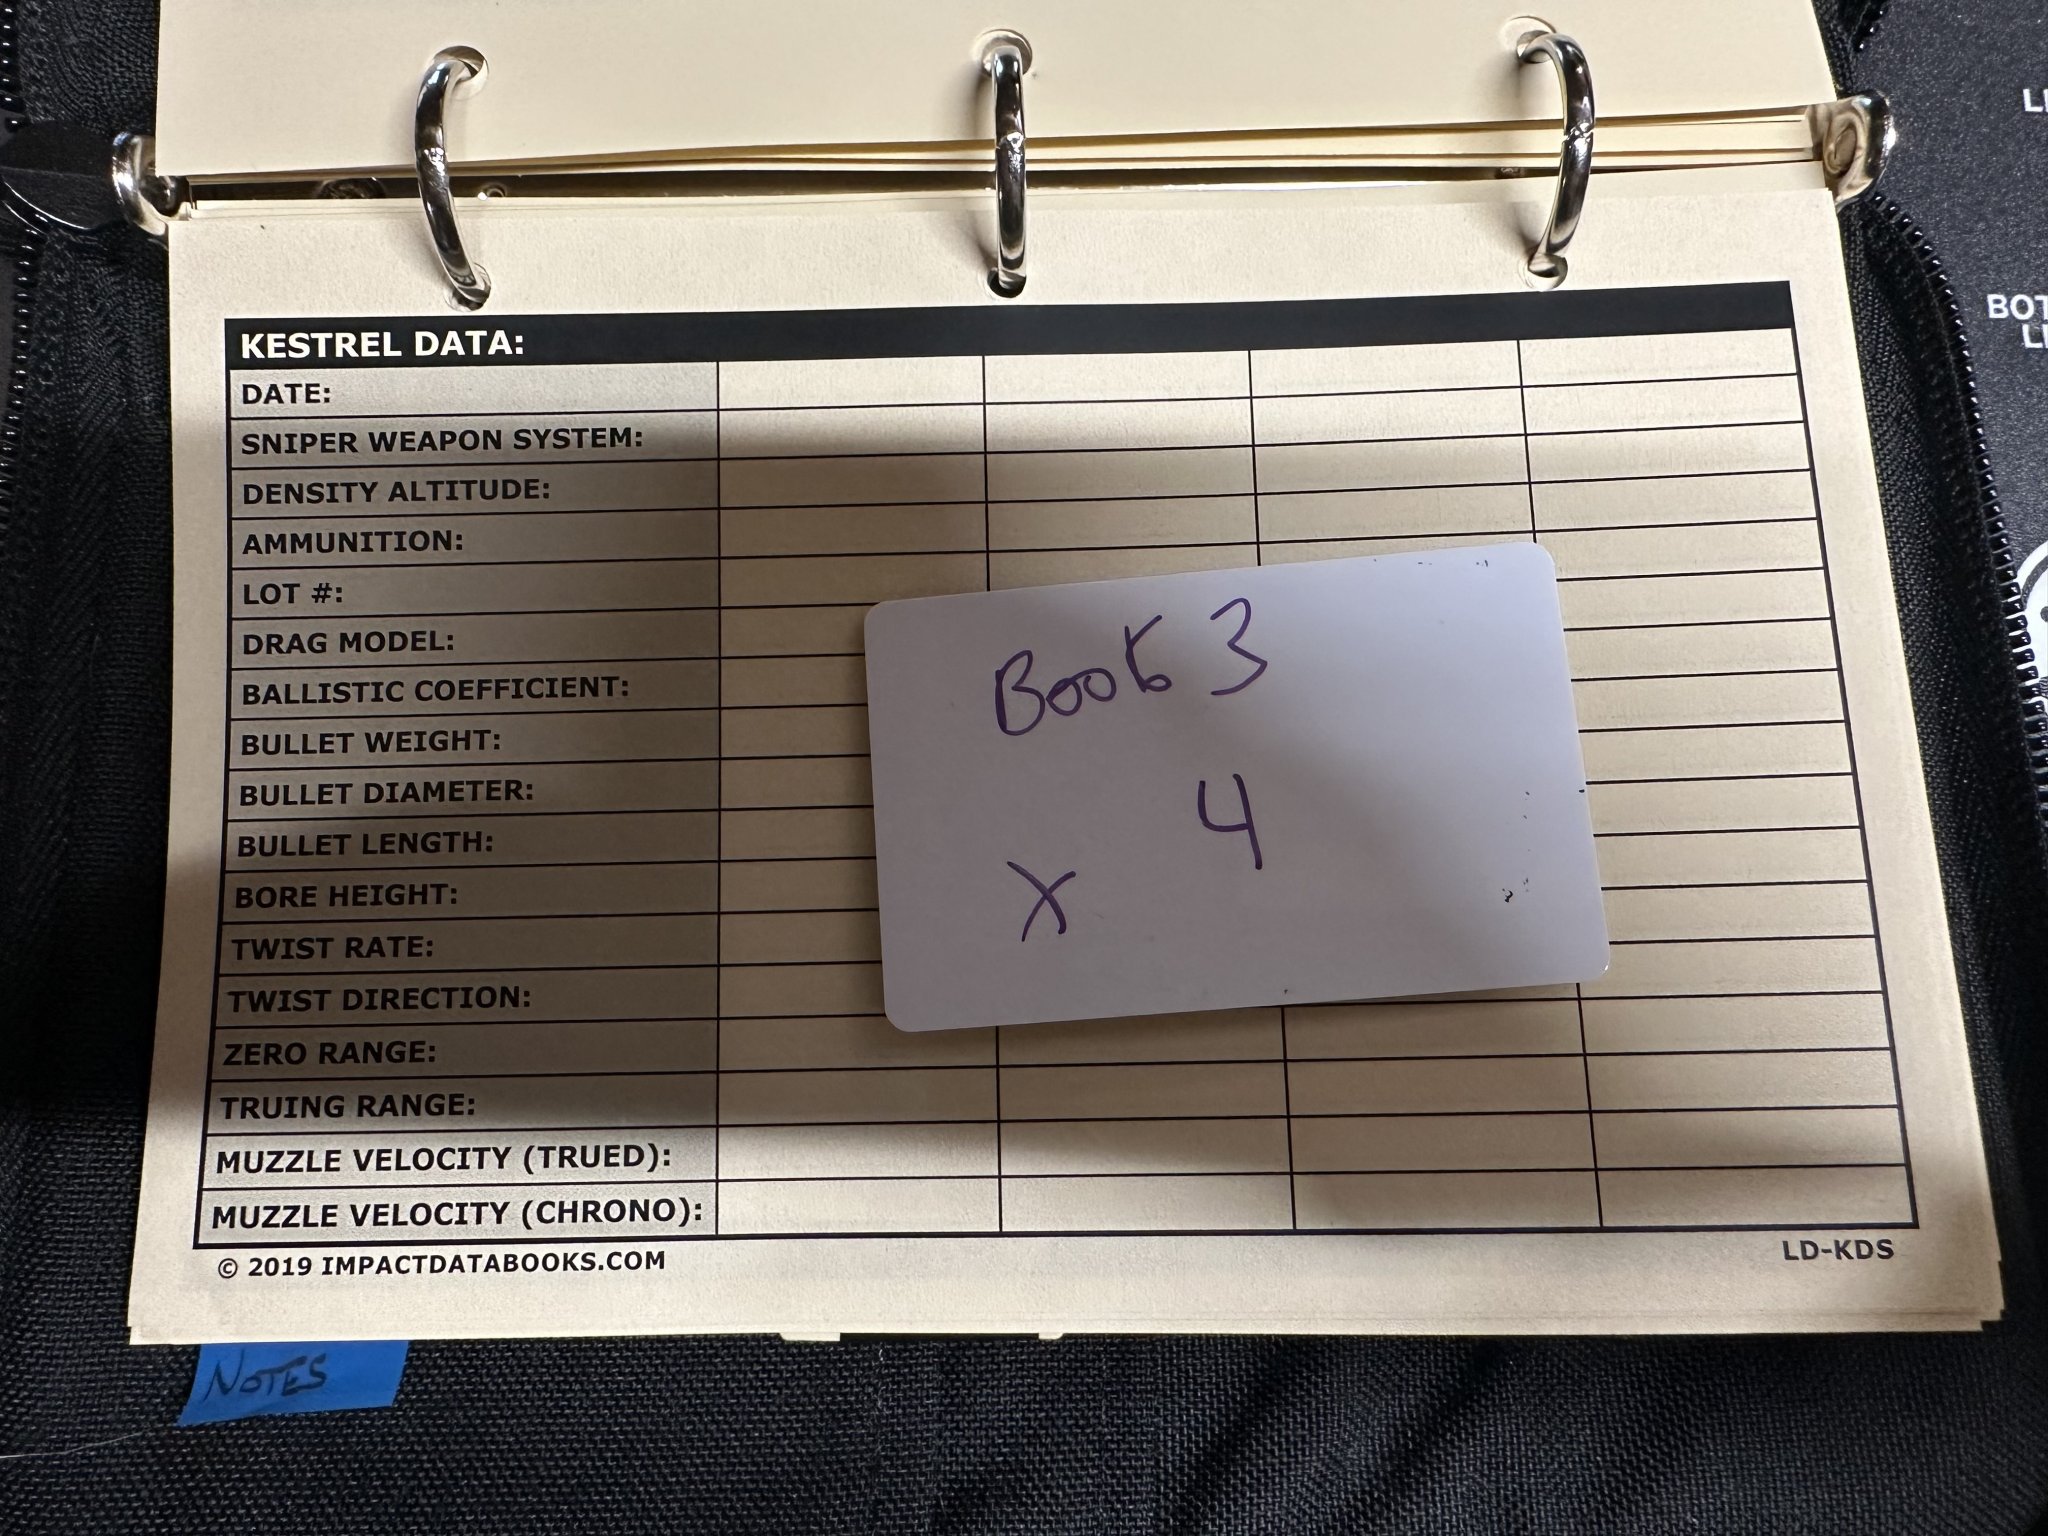 KESTREL DATA:
DATE:
SNIPER WEAPON SYSTEM:
DENSITY ALTITUDE:
AMMUNITION:
LOT #:
DRAG MODEL:
BALLISTIC COEFFICIENT:
BULLET WEIGHT:
BULLET DIAMETER:
BULLET LENGTH:
BORE HEIGHT:
TWIST RATE:
TWIST DIRECTION:
ZERO RANGE:
TRUING RANGE:
MUZZLE VELOCITY (TRUED):
MUZZLE VELOCITY (CHRONO):
© 2019 IMPACTDATABOOKS.COM
LD-KDS
Book 3
4
X
NOTES